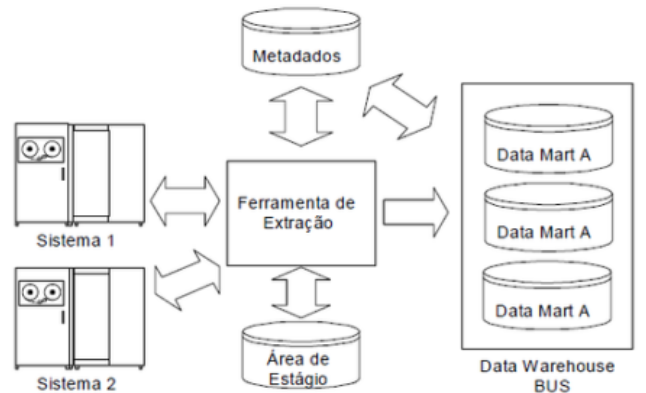 Metadados
Data Mart A
Ferramenta de
Extração
Data Mart A
Sistema 1
Data Mart A
Área de
Estágio
Sistema 2
Data Warehouse
BUS